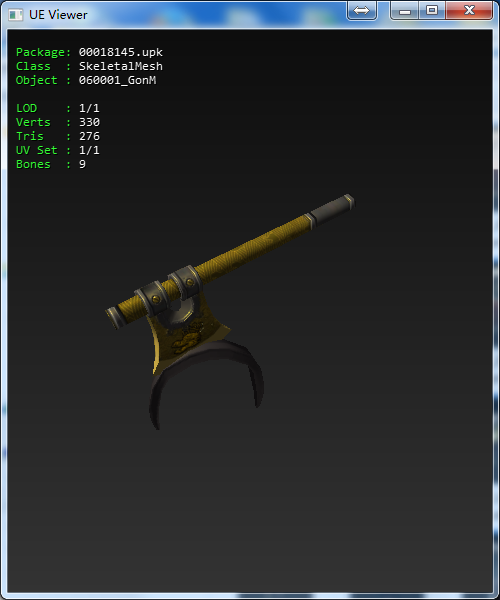 UE Viewer
Package: 00018145.upk
Class : SkeletalMesh
Object : 060001_GonM
LOD : 1/1
Verts : 330
Tris : 276
UV Set : 1/1
Bones : 9